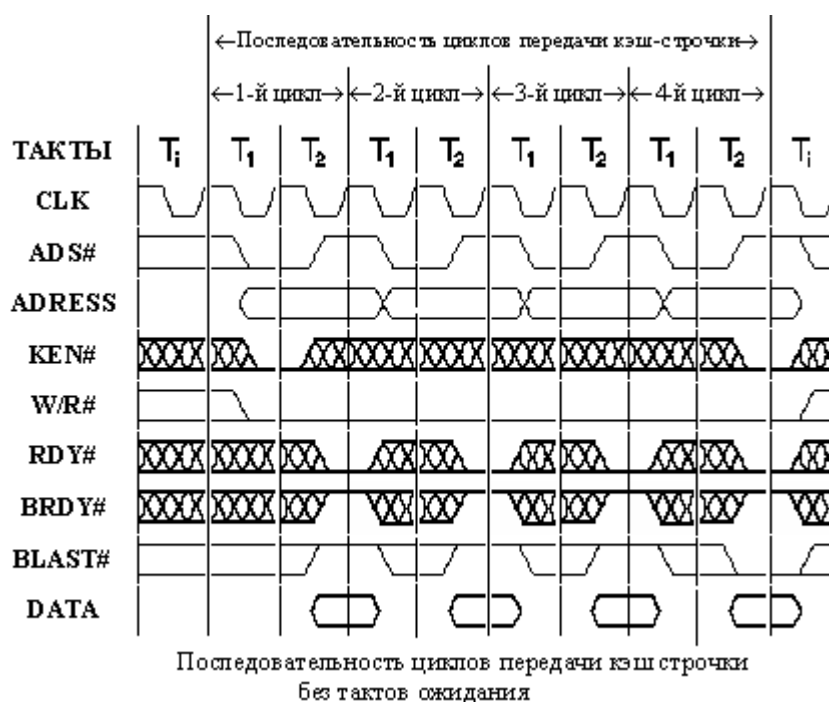 ←Последовательность циклов передачи кэш-строчки→
←1-й цикл→ ←2-й цикл→ ←3-й цикл→ ←4-й цикл→
ТАКТЫ Ti T1 T2 T1 T2 T1 T2 T1 T2 Ti
CLK
ADS#
ADRESS
KEN#
W/R#
RDY#
BRDY#
BLAST#
DATA
Последовательность циклов передачи кэш строчки
без тактов ожидания